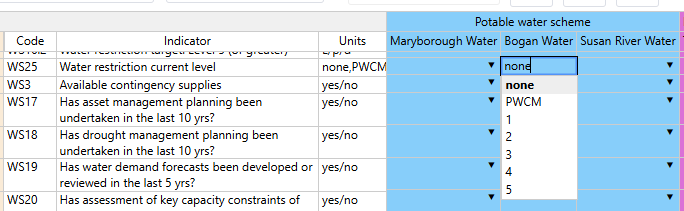 Potable water scheme
Code Indicator Units Maryborough Water Bogan Water Susan River Water
WS25 Water restriction current level none,PWCM none
WS3 Available contingency supplies yes/no none
WS17 Has asset management planning been yes/no PWCM
undertaken in the last 10 yrs? 1
WS18 Has drought management planning been yes/no 2
undertaken in the last 10 yrs? 3
WS19 Has water demand forecasts been developed or yes/no 4
reviewed in the last 5 yrs? 5
WS20 Has assessment of key capacity constraints of yes/no